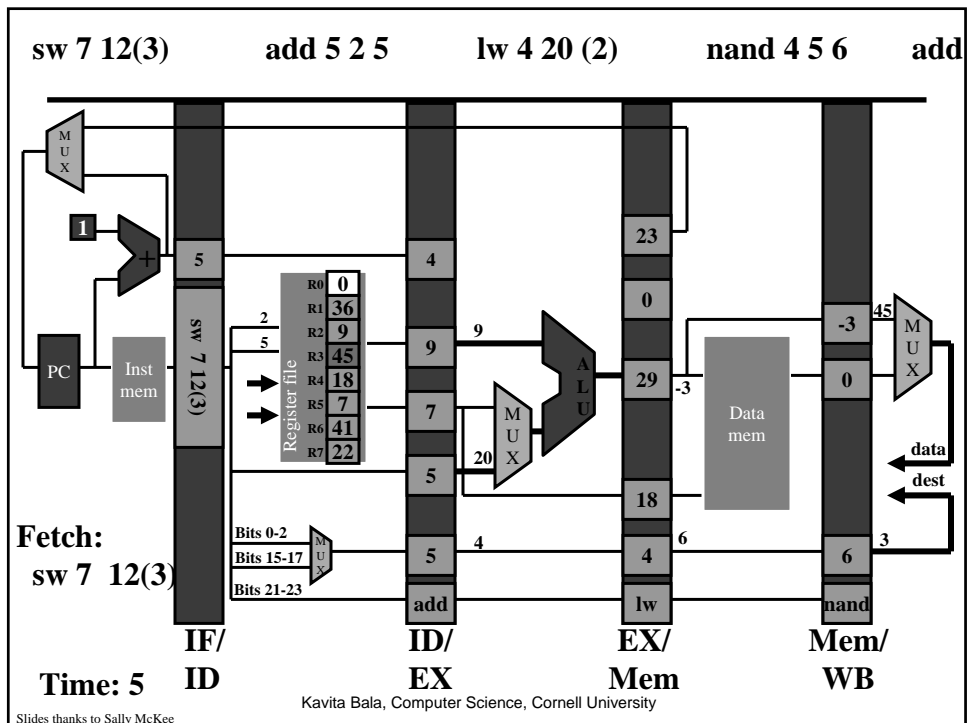 sw 7 12(3) add 5 2 5 lw 4 20 (2) nand 4 5 6 add
MUX
1
+
5
4
23
0
PC
Inst
mem
sw 7 12(3)
2
5
Register file
R0 0
R1 36
R2 9
R3 45
R4 18
R5 7
R6 41
R7 22
9
7
5
9
20
MUX
ALU
29
-3
18
Data
mem
-3
0
45
MUX
data
dest
Fetch:
sw 7 12(3)
Bits 0-2
Bits 15-17
MUX
Bits 21-23
5
4
4
6
6
3
add
lw
nand
IF/
ID
ID/
EX
EX/
Mem
Mem/
WB
Time: 5
Kavita Bala, Computer Science, Cornell University
Slides thanks to Sally McKee